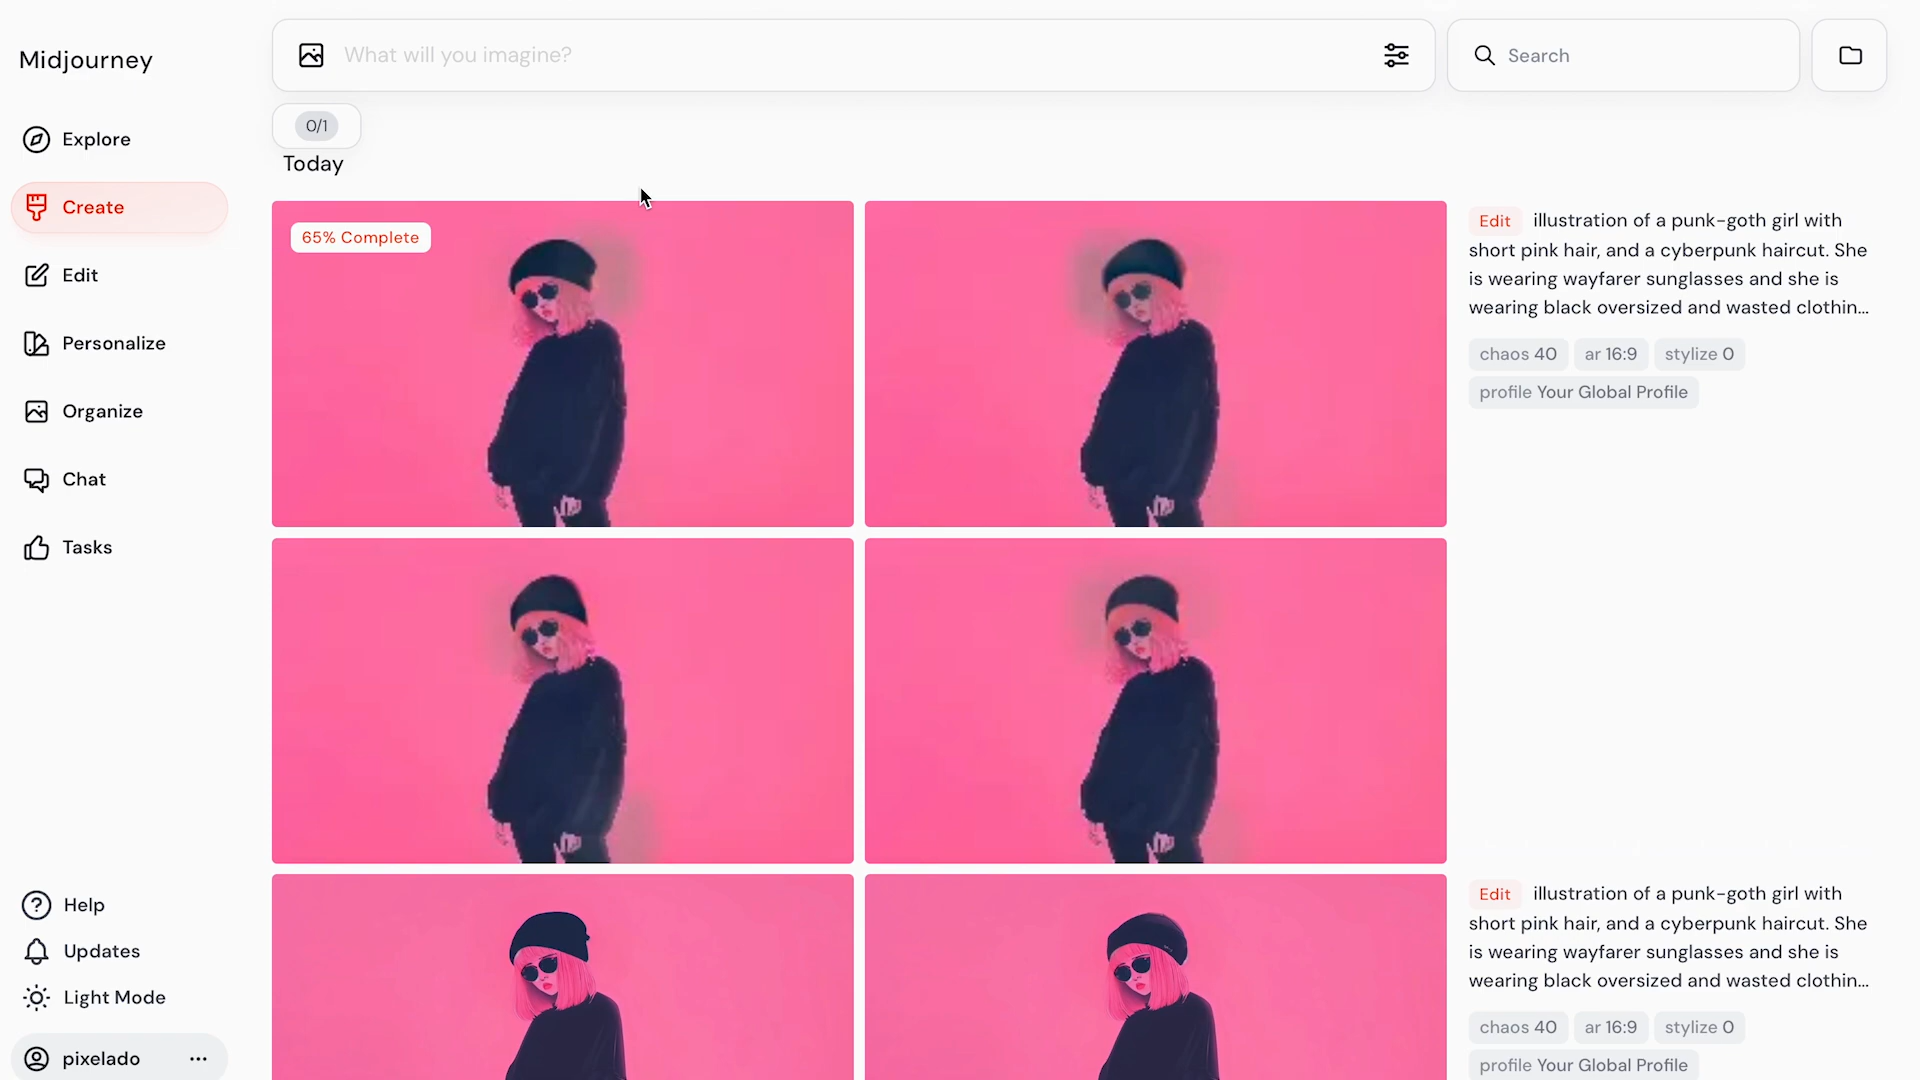 Midjourney
What will you imagine?
Search
Explore
Create
Edit
Personalize
Organize
Chat
Tasks
Help
Updates
Light Mode
pixelado
0/1
Today
65% Complete
Edit illustration of a punk-goth girl with
short pink hair, and a cyberpunk haircut. She
is wearing wayfarer sunglasses and she is
wearing black oversized and wasted clothin...
chaos 40 ar 16:9 stylize 0
profile Your Global Profile
Edit illustration of a punk-goth girl with
short pink hair, and a cyberpunk haircut. She
is wearing wayfarer sunglasses and she is
wearing black oversized and wasted clothin...
chaos 40 ar 16:9 stylize 0
profile Your Global Profile